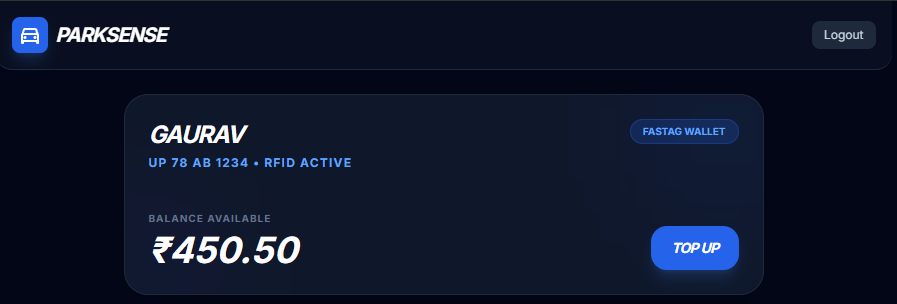 PARKSENSE
Logout
GAURAV
FASTAG WALLET
UP 78 AB 1234 • RFID ACTIVE
BALANCE AVAILABLE
₹450.50
TOP UP